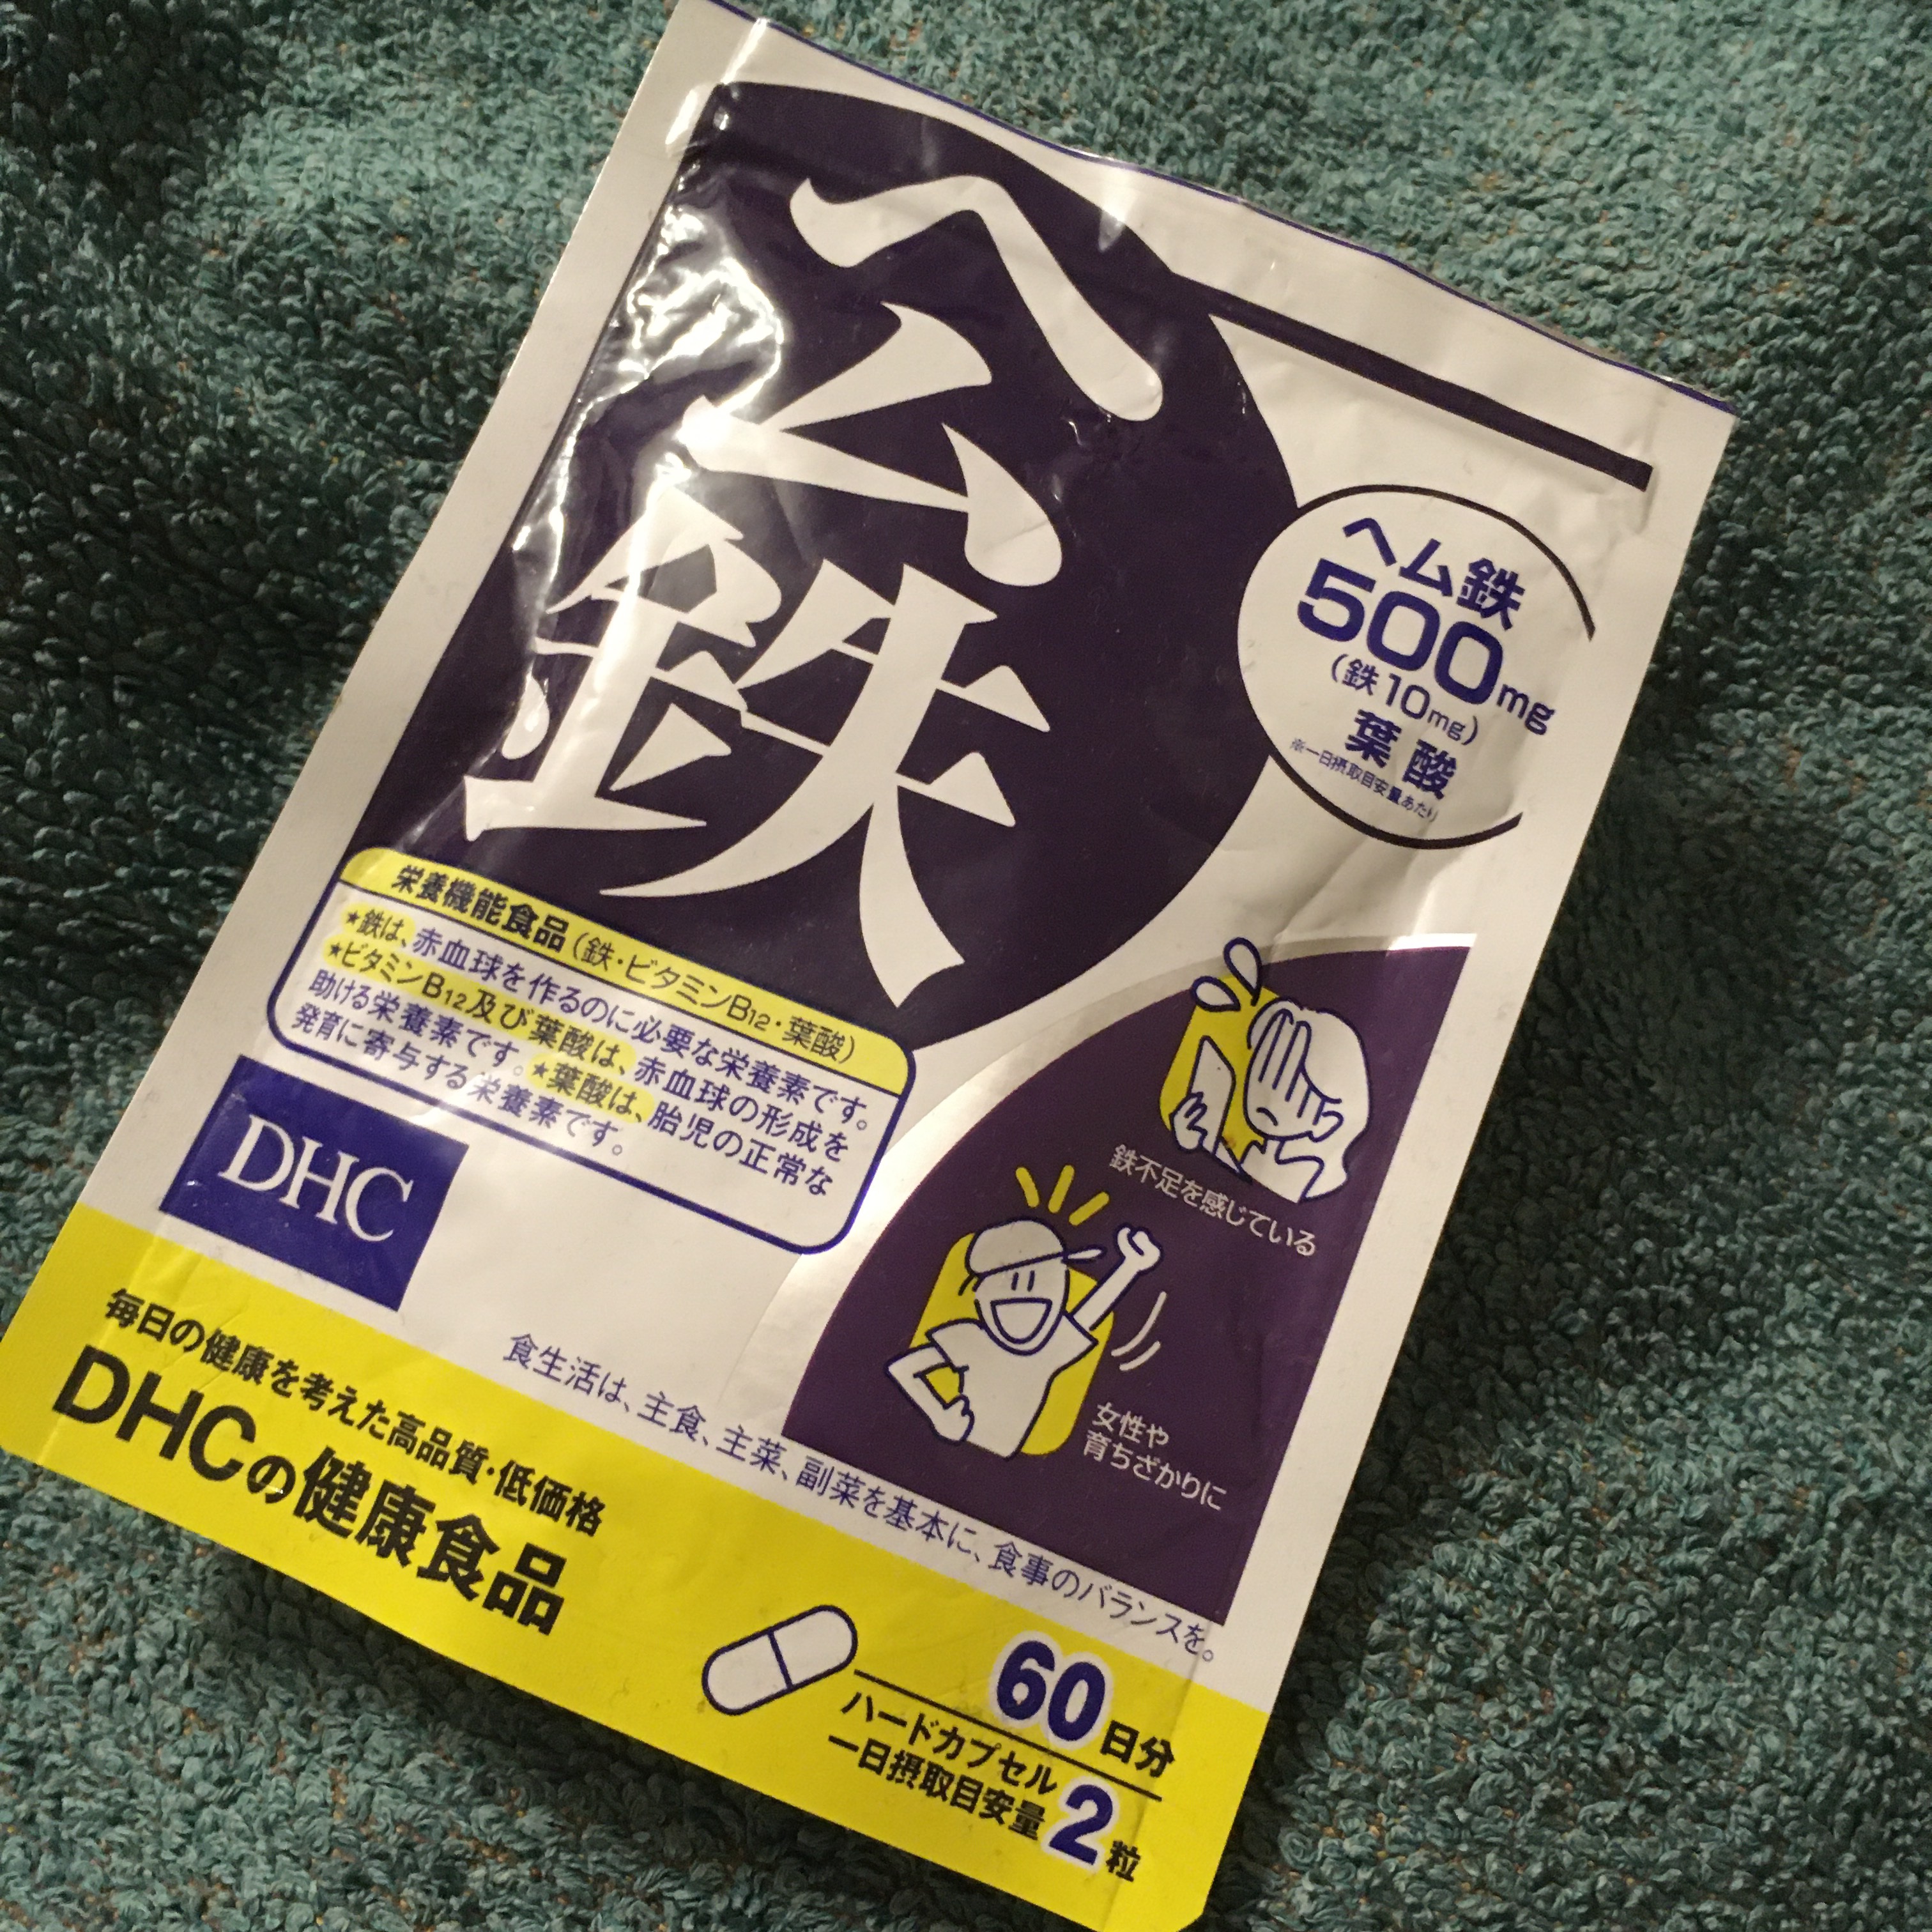 ヘム
鉄
ヘム鉄
500mg
(鉄10mg)
葉酸
※一日摂取目安量あたり
栄養機能食品(鉄・ビタミンB12・葉酸)
★鉄は、赤血球を作るのに必要な栄養素です。
★ビタミンB12及び葉酸は、赤血球の形成を
助ける栄養素です。★葉酸は、胎児の正常な
発育に寄与する栄養素です。
鉄不足を感じている
女性や
育ちざかりに
DHC
食生活は、主食、主菜、副菜を基本に、食事のバランスを。
毎日の健康を考えた高品質・低価格
DHCの健康食品
60日分
ハードカプセル
一日摂取目安量2粒